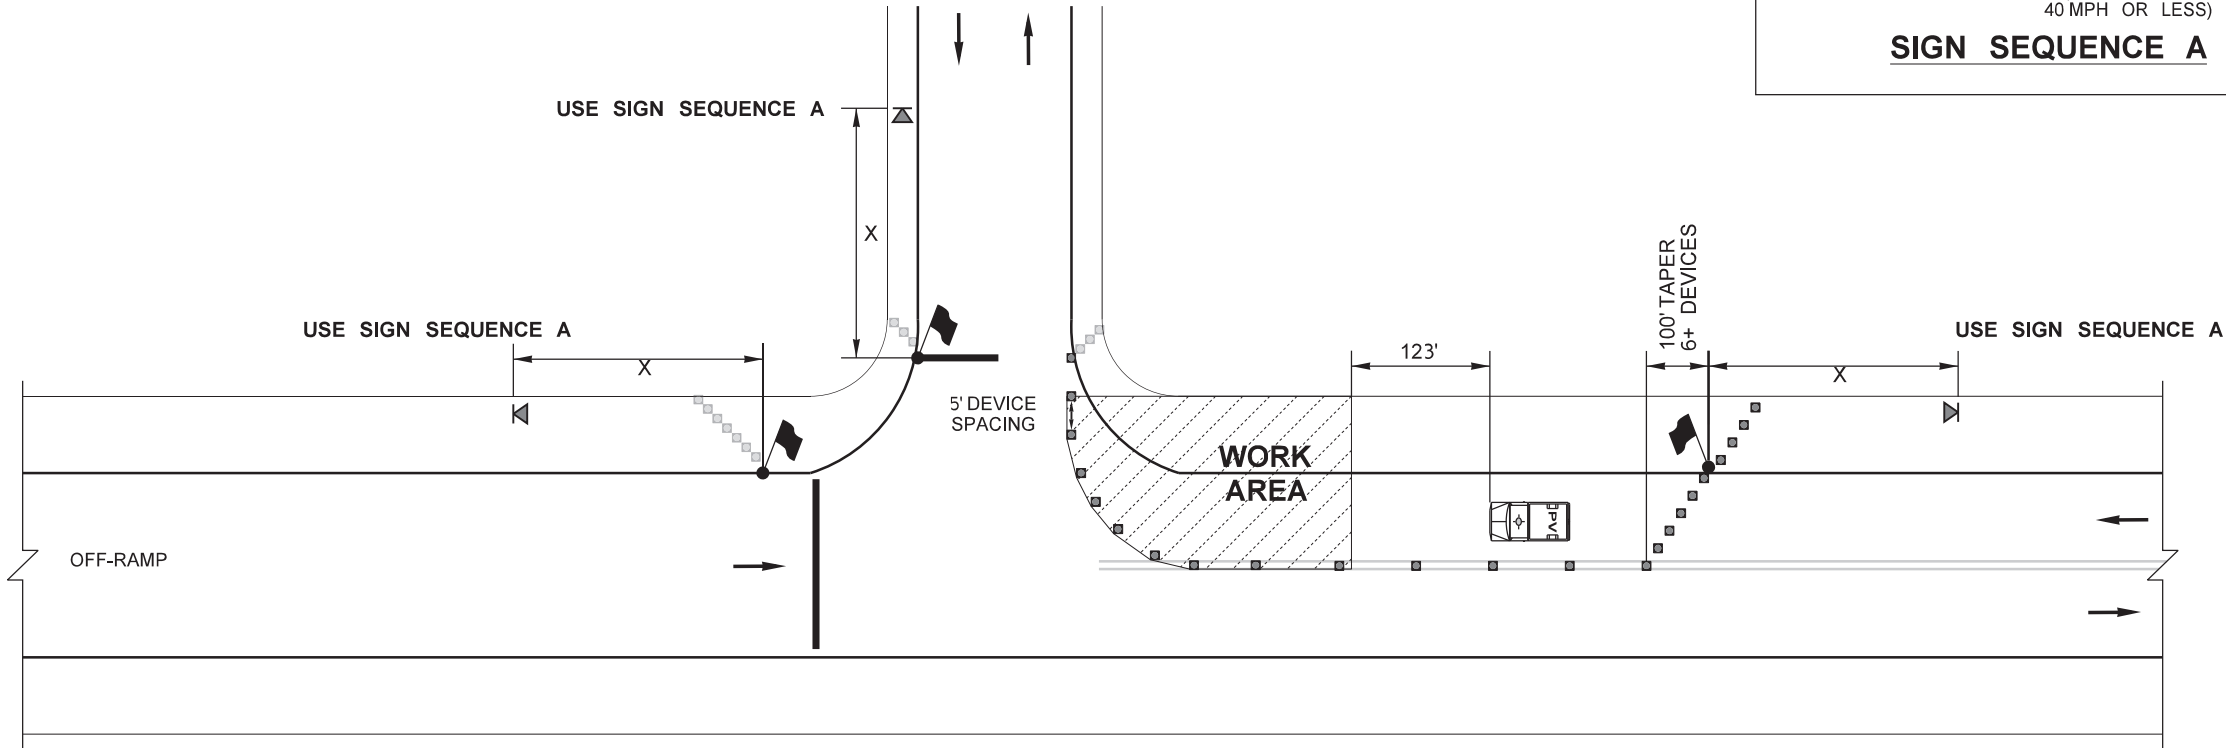 40 MPH OR LESS)
SIGN SEQUENCE A
USE SIGN SEQUENCE A
X
USE SIGN SEQUENCE A
X
5' DEVICE
SPACING
123'
100' TAPER
6+ DEVICES
USE SIGN SEQUENCE A
X
WORK
AREA
PV
OFF-RAMP